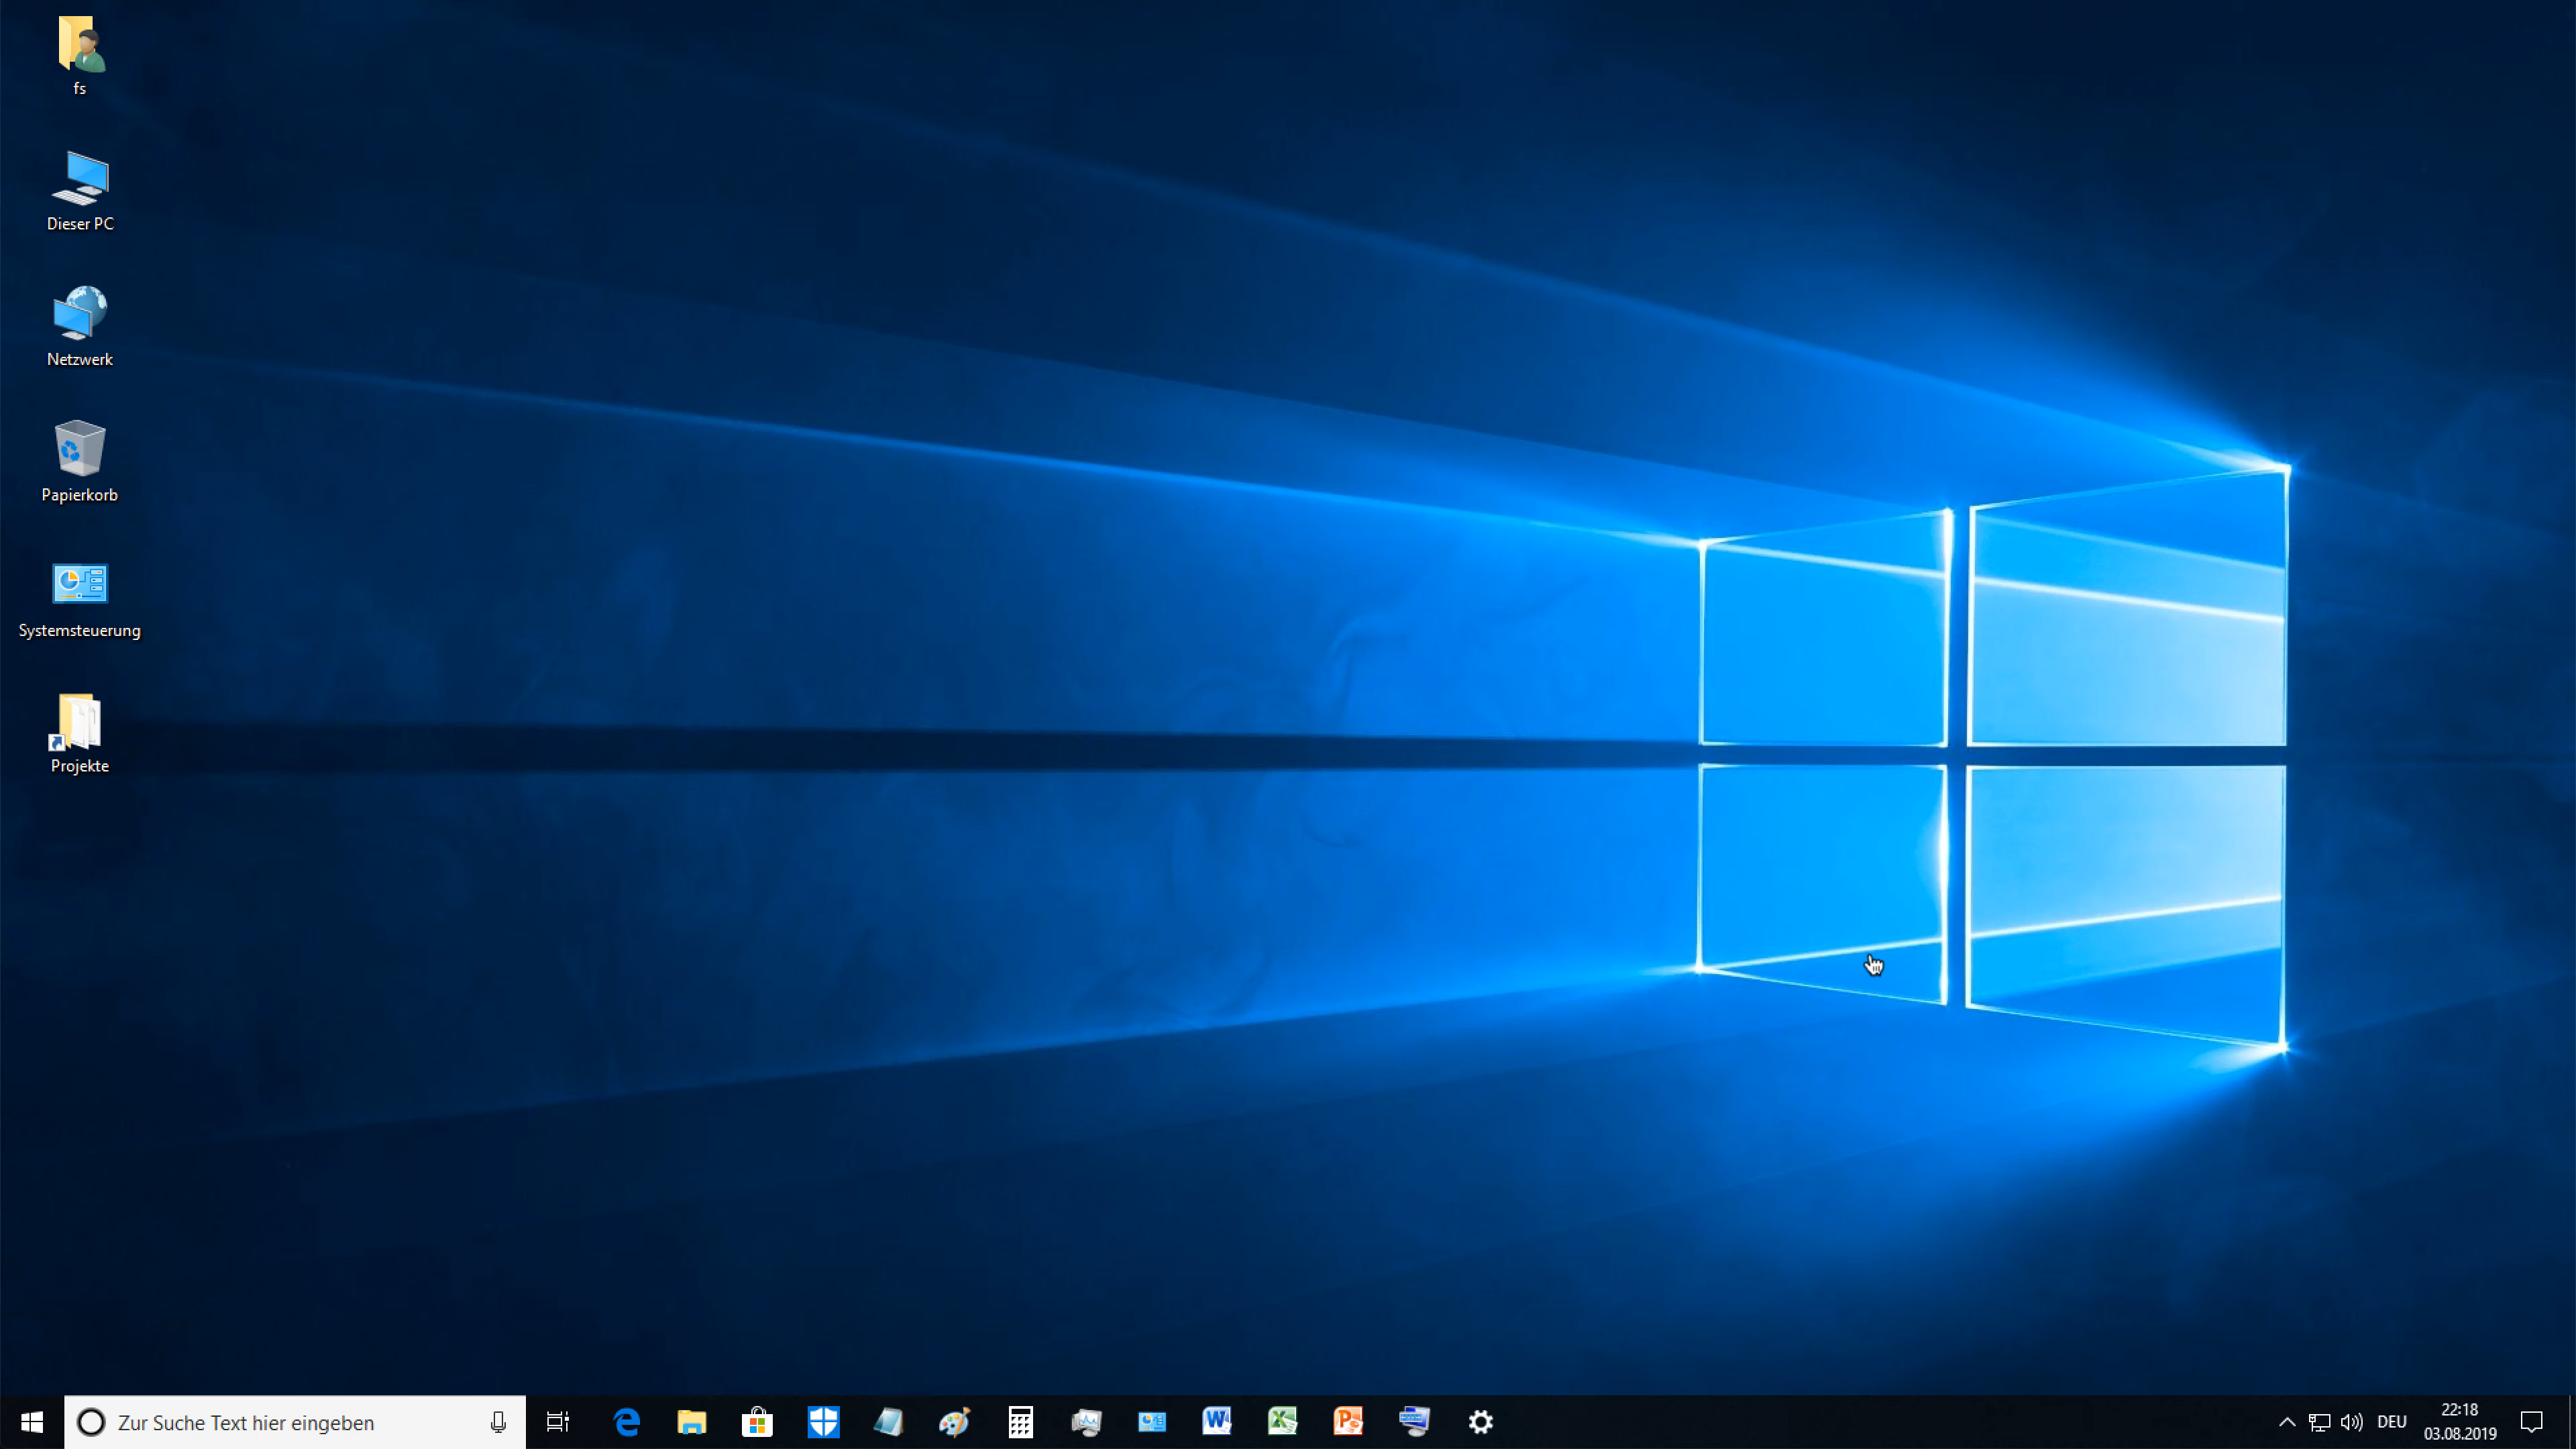 fs
Dieser PC
Netzwerk
Papierkorb
Systemsteuerung
Projekte
Zur Suche Text hier eingeben
DEU
22:18
03.08.2019